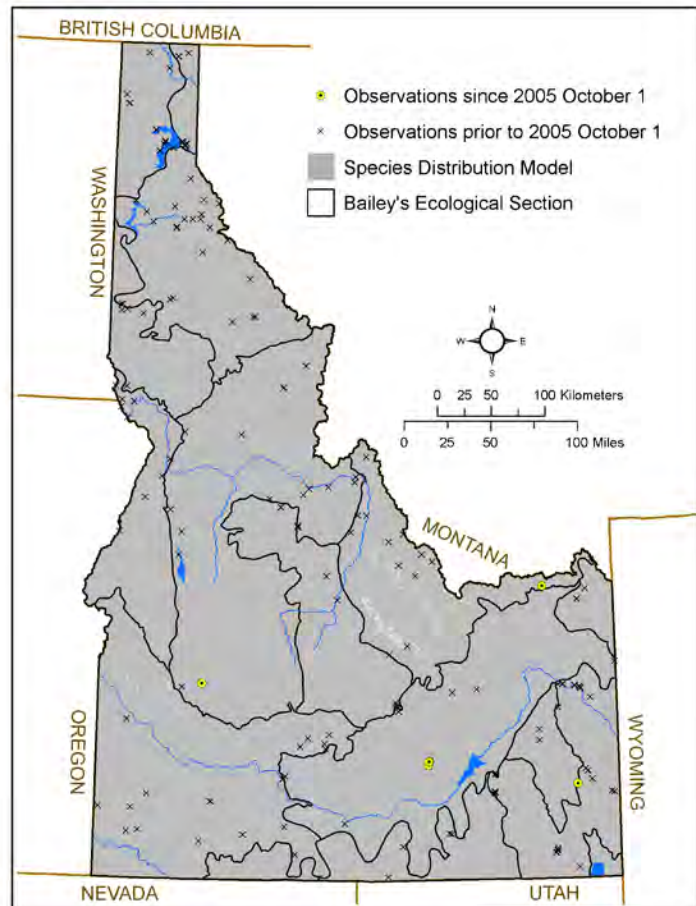 BRITISH COLUMBIA
Observations since 2005 October 1
Observations prior to 2005 October 1
Species Distribution Model
Bailey's Ecological Section
WASHINGTON
N
W E
S
0 25 50 100 Kilometers
0 25 50 100 Miles
MONTANA
OREGON
WYOMING
NEVADA
UTAH